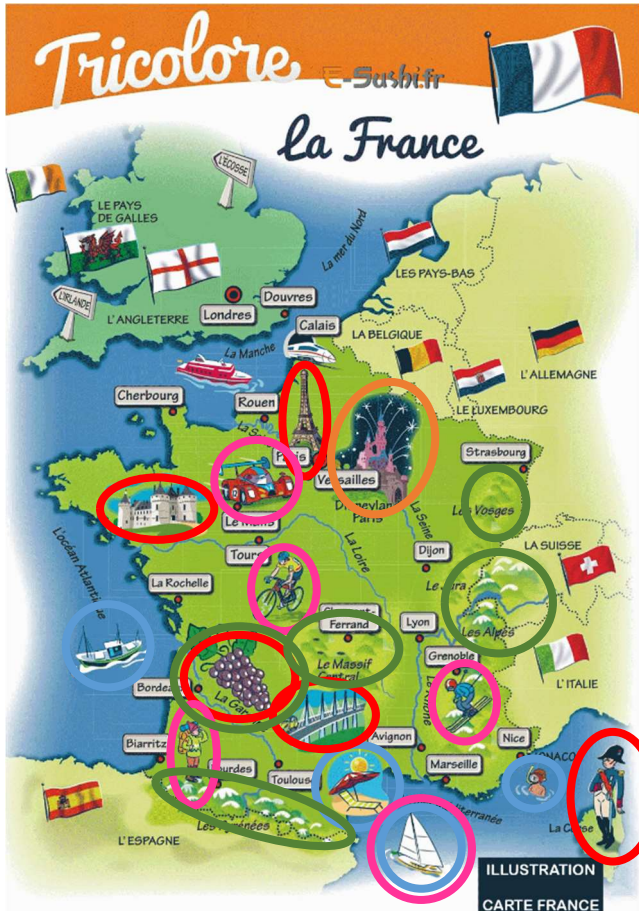 Tricolore
E-Sushi.fr
la France
L'ÉCOSSE
LE PAYS
DE GALLES
La mer du Nord
LES PAYS-BAS
L'IRLANDE
L'ANGLETERRE
Londres
Douvres
Calais
La Manche
LA BELGIQUE
L'ALLEMAGNE
LE LUXEMBOURG
Cherbourg
Rouen
Paris
Versailles
Strasbourg
Disneyland
Paris
La Seine
Les Vosges
Le Mans
Tours
La Loire
Dijon
LA SUISSE
L'océan Atlantique
La Rochelle
Le Jura
Ferrand
Lyon
Les Alpes
Le Massif
Central
Grenoble
L'ITALIE
Bordeaux
La Garonne
Le Rhône
Biarritz
Avignon
Nice
MONACO
Lourdes
Toulouse
Marseille
La Corse
L'ESPAGNE
Les Pyrénées
ILLUSTRATION
CARTE FRANCE